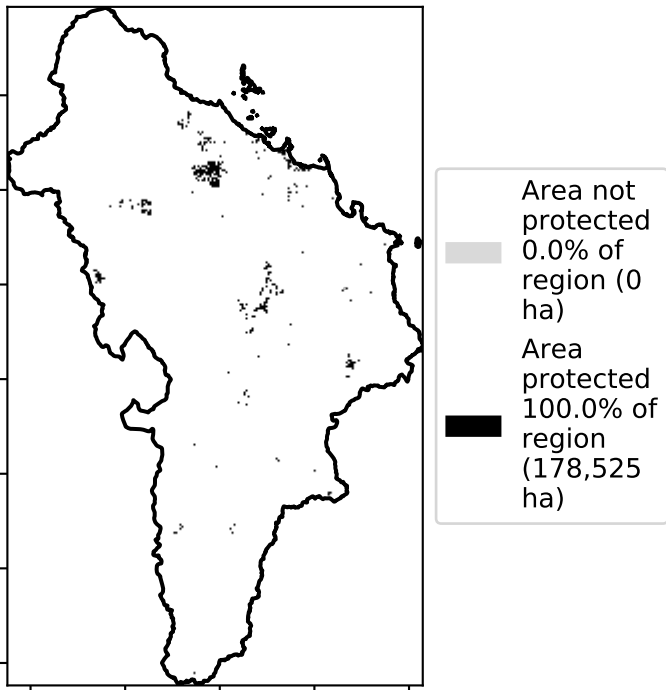 Area not
protected
0.0% of
region (0
ha)
Area
protected
100.0% of
region
(178,525
ha)